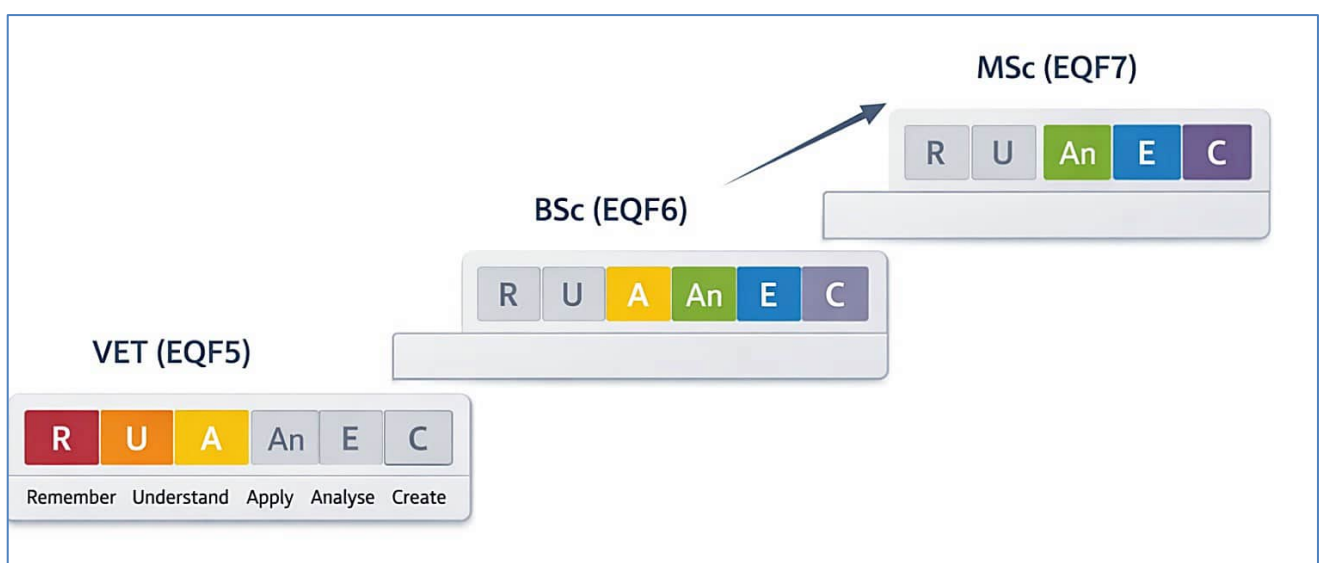 MSc (EQF7)
R U An E C
BSc (EQF6)
R U A An E C
VET (EQF5)
R U A An E C
Remember Understand Apply Analyse Create